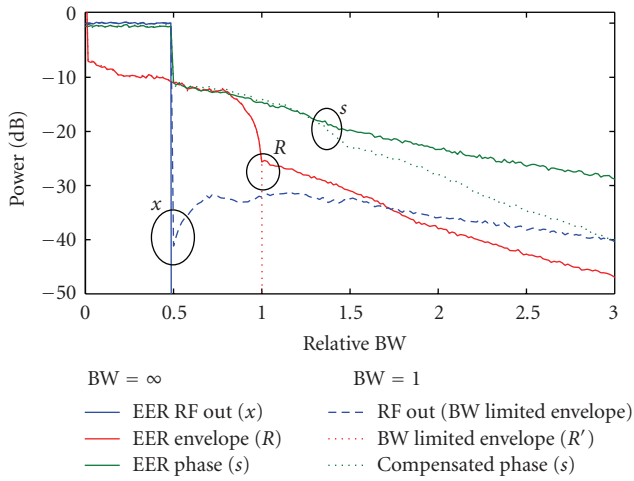 0
−10
−20
−30
−40
−50
Power (dB)
x
R
s
0
0.5
1
1.5
2
2.5
3
Relative BW
BW = ∞
BW = 1
EER RF out (x)
RF out (BW limited envelope)
EER envelope (R)
BW limited envelope (R′)
EER phase (s)
Compensated phase (s)